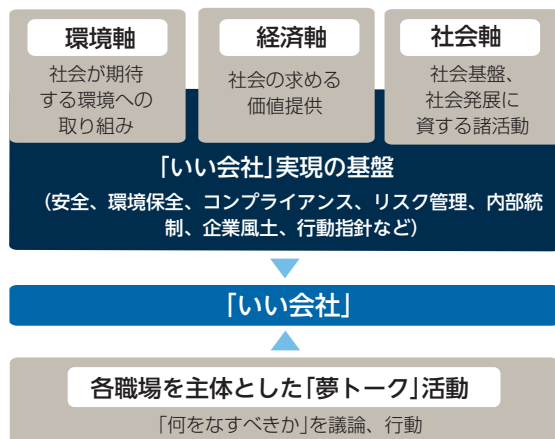 環境軸
社会が期待
する環境への
取り組み
経済軸
社会の求める
価値提供
社会軸
社会基盤、
社会発展に
資する諸活動
「いい会社」実現の基盤
（安全、環境保全、コンプライアンス、リスク管理、内部統
制、企業風土、行動指針など）
「いい会社」
各職場を主体とした「夢トーク」活動
「何をなすべきか」を議論、行動